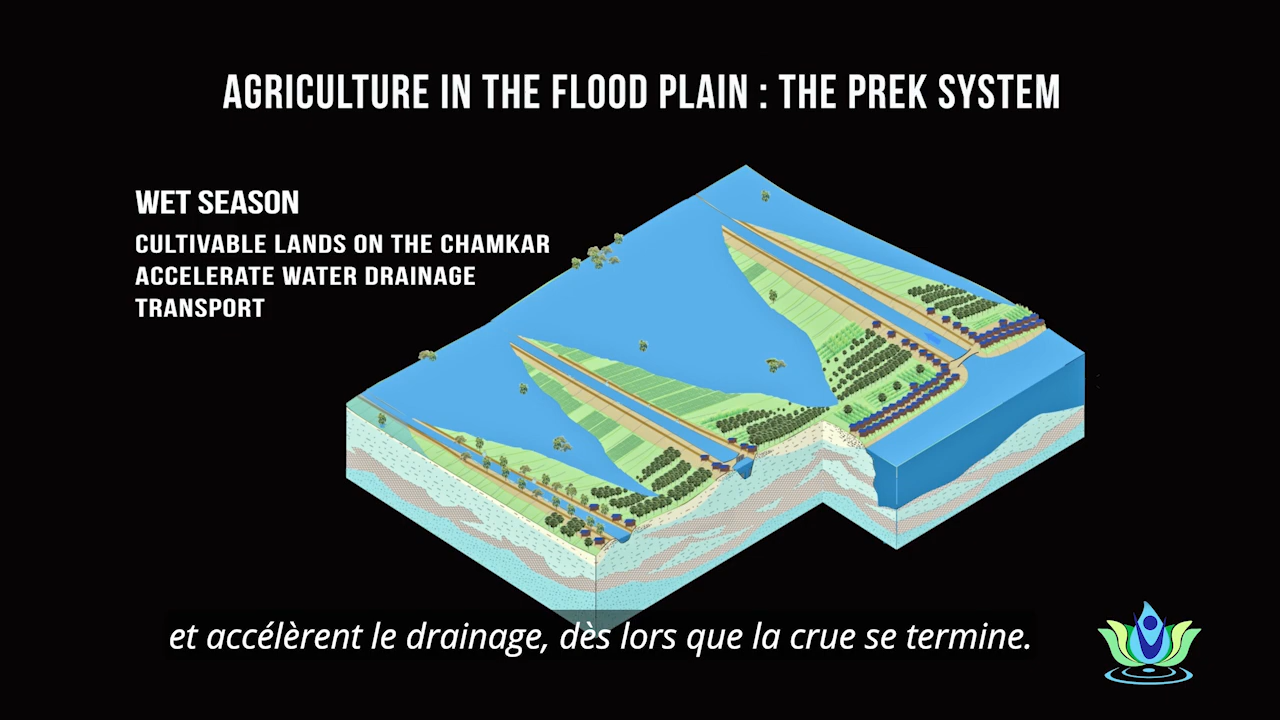 AGRICULTURE IN THE FLOOD PLAIN : THE PREK SYSTEM
WET SEASON
CULTIVABLE LANDS ON THE CHAMKAR
ACCELERATE WATER DRAINAGE
TRANSPORT
et accélèrent le drainage, dès lors que la crue se termine.